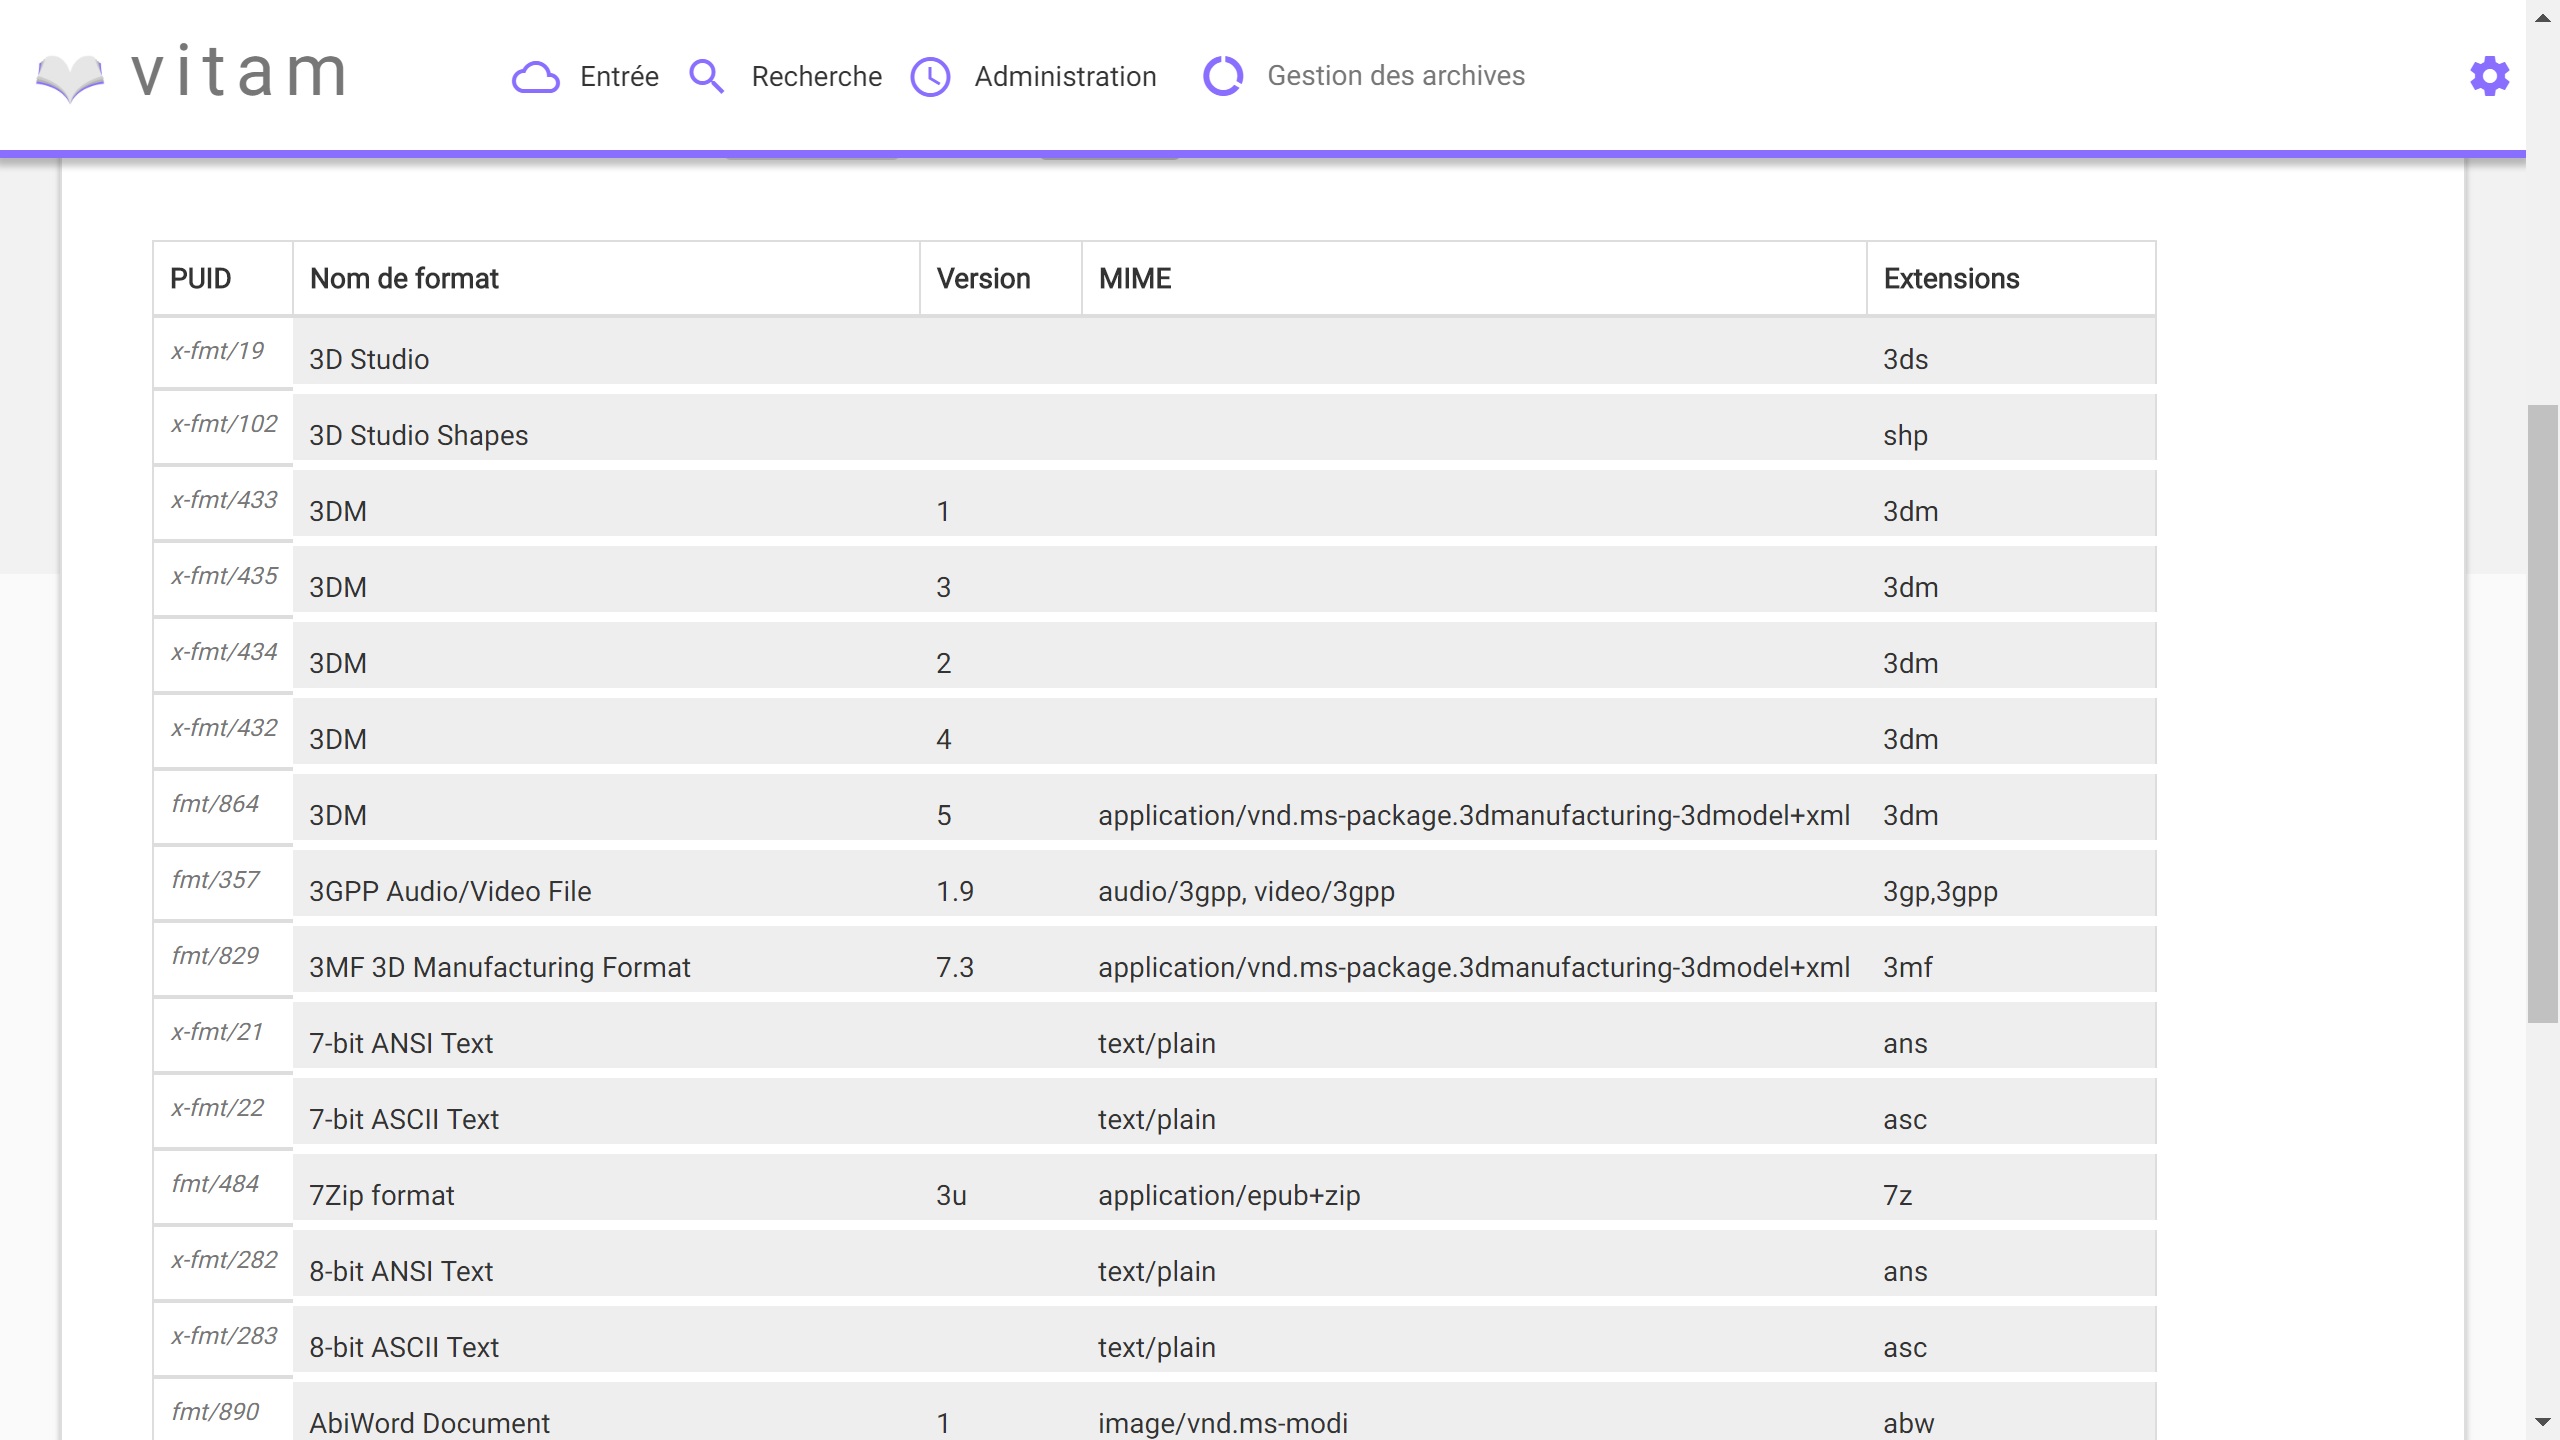 vitam Entrée Recherche Administration Gestion des archives
PUID Nom de format Version MIME Extensions
x-fmt/19 3D Studio 3ds
x-fmt/102 3D Studio Shapes shp
x-fmt/433 3DM 1 3dm
x-fmt/435 3DM 3 3dm
x-fmt/434 3DM 2 3dm
x-fmt/432 3DM 4 3dm
fmt/864 3DM 5 application/vnd.ms-package.3dmanufacturing-3dmodel+xml 3dm
fmt/357 3GPP Audio/Video File 1.9 audio/3gpp, video/3gpp 3gp,3gpp
fmt/829 3MF 3D Manufacturing Format 7.3 application/vnd.ms-package.3dmanufacturing-3dmodel+xml 3mf
x-fmt/21 7-bit ANSI Text text/plain ans
x-fmt/22 7-bit ASCII Text text/plain asc
fmt/484 7Zip format 3u application/epub+zip 7z
x-fmt/282 8-bit ANSI Text text/plain ans
x-fmt/283 8-bit ASCII Text text/plain asc
fmt/890 AbiWord Document 1 image/vnd.ms-modi abw